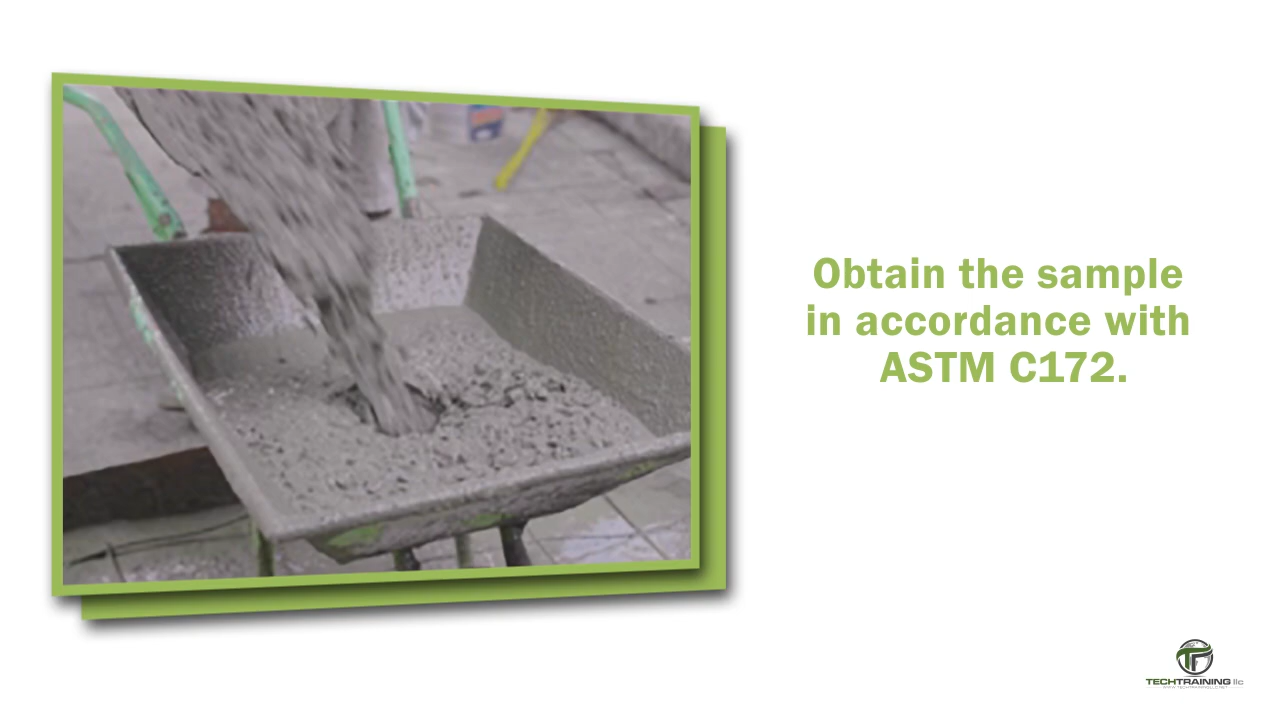 Obtain the sample
in accordance with
ASTM C172.
TECHTRAINING llc